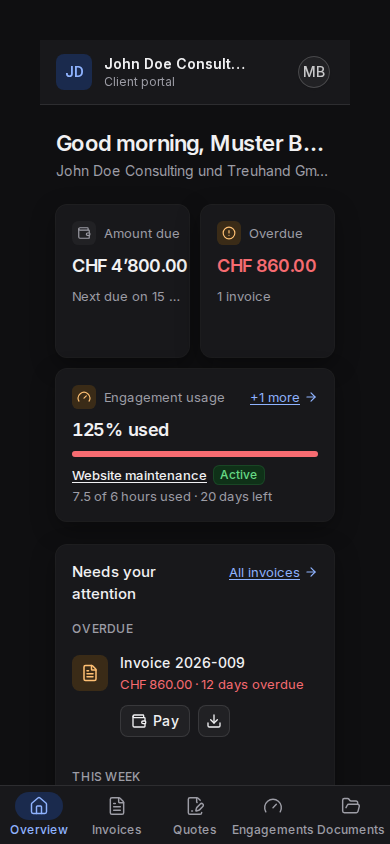 JD
John Doe Consult…
Client portal
MB
Good morning, Muster B…
John Doe Consulting und Treuhand Gm…
Amount due
CHF 4’800.00
Next due on 15 …
Overdue
CHF 860.00
1 invoice
Engagement usage
+1 more →
125% used
Website maintenance Active
7.5 of 6 hours used · 20 days left
Needs your
attention
All invoices →
OVERDUE
Invoice 2026-009
CHF 860.00 · 12 days overdue
Pay
THIS WEEK
Overview
Invoices
Quotes
Engagements
Documents